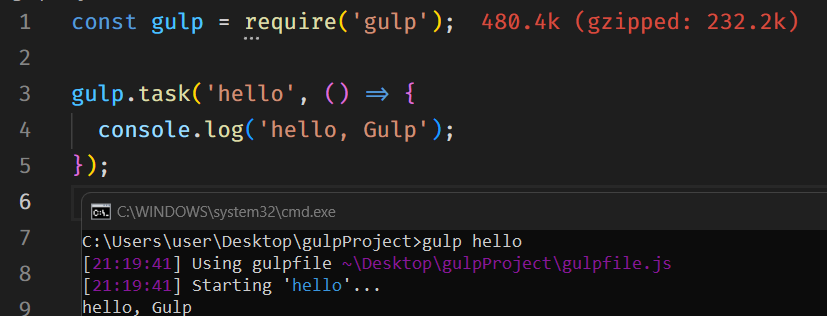 1 const gulp = require('gulp'); 480.4k (gzipped: 232.2k)
2
3 gulp.task('hello', () => {
4 console.log('hello, Gulp');
5 });
6
C:\WINDOWS\system32\cmd.exe
7 C:\Users\user\Desktop\gulpProject>gulp hello
[21:19:41] Using gulpfile ~\Desktop\gulpProject\gulpfile.js
8 [21:19:41] Starting 'hello'...
9 hello, Gulp